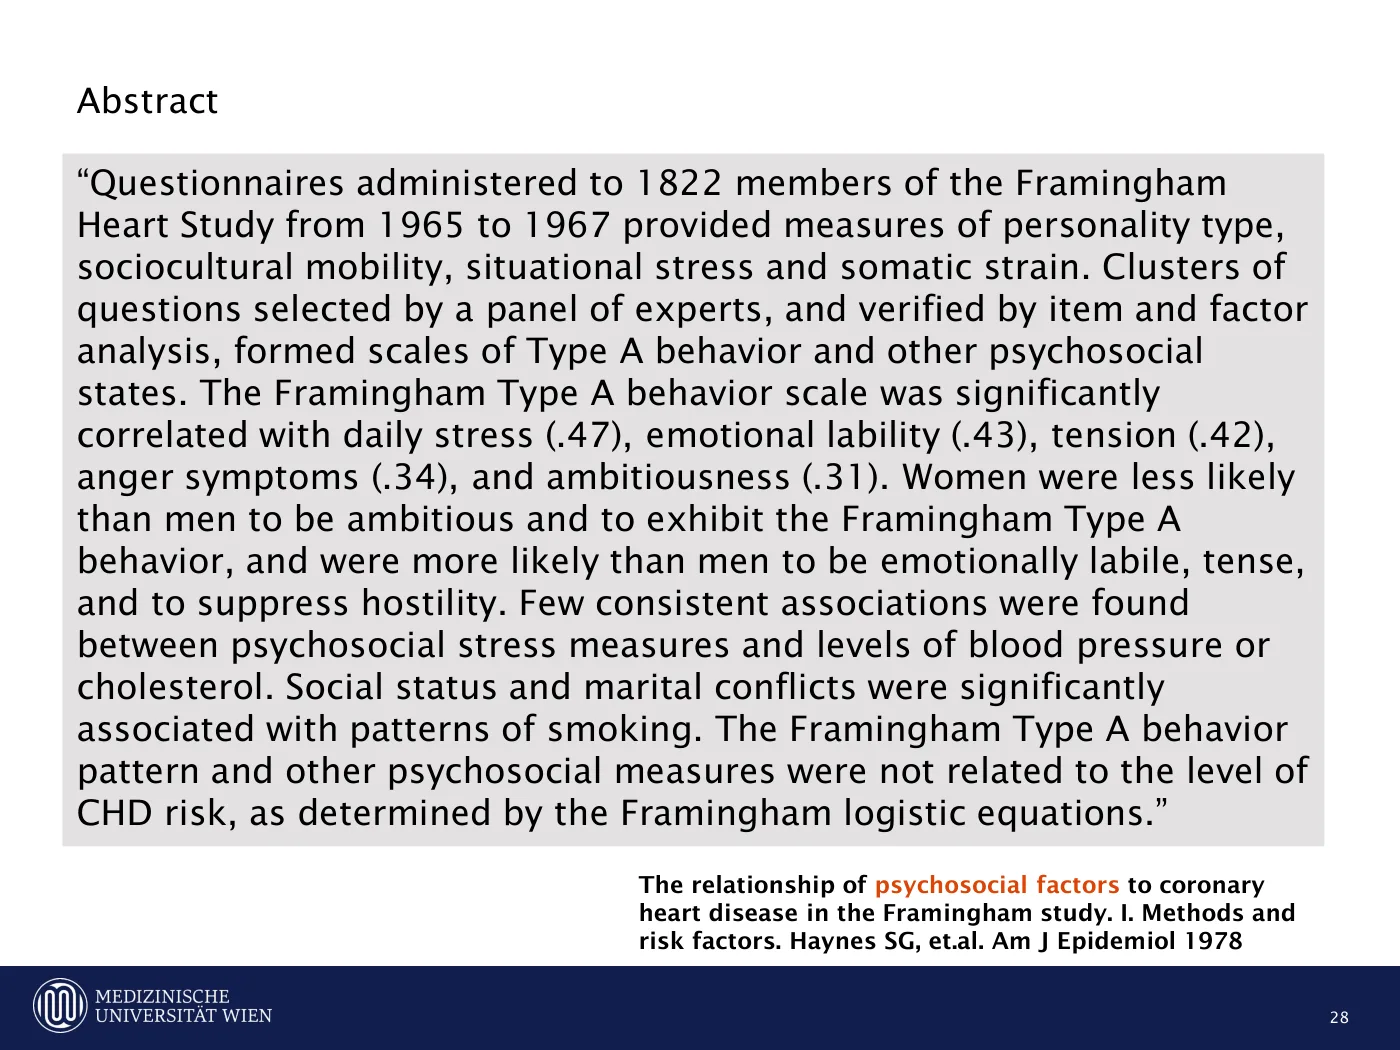 Abstract
“Questionnaires administered to 1822 members of the Framingham
Heart Study from 1965 to 1967 provided measures of personality type,
sociocultural mobility, situational stress and somatic strain. Clusters of
questions selected by a panel of experts, and verified by item and factor
analysis, formed scales of Type A behavior and other psychosocial
states. The Framingham Type A behavior scale was significantly
correlated with daily stress (.47), emotional lability (.43), tension (.42),
anger symptoms (.34), and ambitiousness (.31). Women were less likely
than men to be ambitious and to exhibit the Framingham Type A
behavior, and were more likely than men to be emotionally labile, tense,
and to suppress hostility. Few consistent associations were found
between psychosocial stress measures and levels of blood pressure or
cholesterol. Social status and marital conflicts were significantly
associated with patterns of smoking. The Framingham Type A behavior
pattern and other psychosocial measures were not related to the level of
CHD risk, as determined by the Framingham logistic equations.”
The relationship of psychosocial factors to coronary
heart disease in the Framingham study. I. Methods and
risk factors. Haynes SG, et.al. Am J Epidemiol 1978
MEDIZINISCHE
UNIVERSITÄT WIEN
28